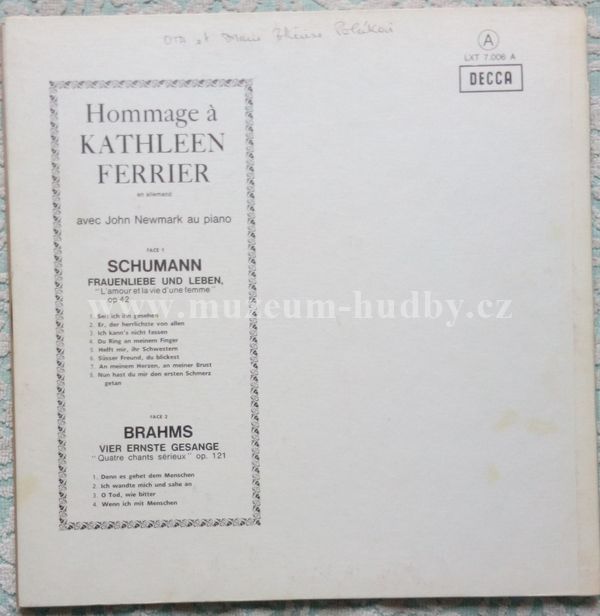 et
A
LXT 7.006 A
DECCA
Hommage à
KATHLEEN
FERRIER
en allemand
avec John Newmark au piano
FACE 1
SCHUMANN
FRAUENLIEBE UND LEBEN,
"L'amour et la vie d'une femme"
op 42
1. Seit ich ihn gesehen
2. Er, der herrlichste von allen
3. Ich kann's nicht fassen
4. Du Ring an meinem Finger
5. Helft mir, ihr Schwestern
6. Süsser Freund, du blickest
7. An meinem Herzen, an meiner Brust
8. Nun hast du mir den ersten Schmerz
getan
www.muzeum-hudby.cz
FACE 2
BRAHMS
VIER ERNSTE GESANGE
"Quatre chants sérieux" op. 121
1. Denn es gehet dem Menschen
2. Ich wandte mich und sahe an
3. O Tod, wie bitter
4. Wenn ich mit Menschen